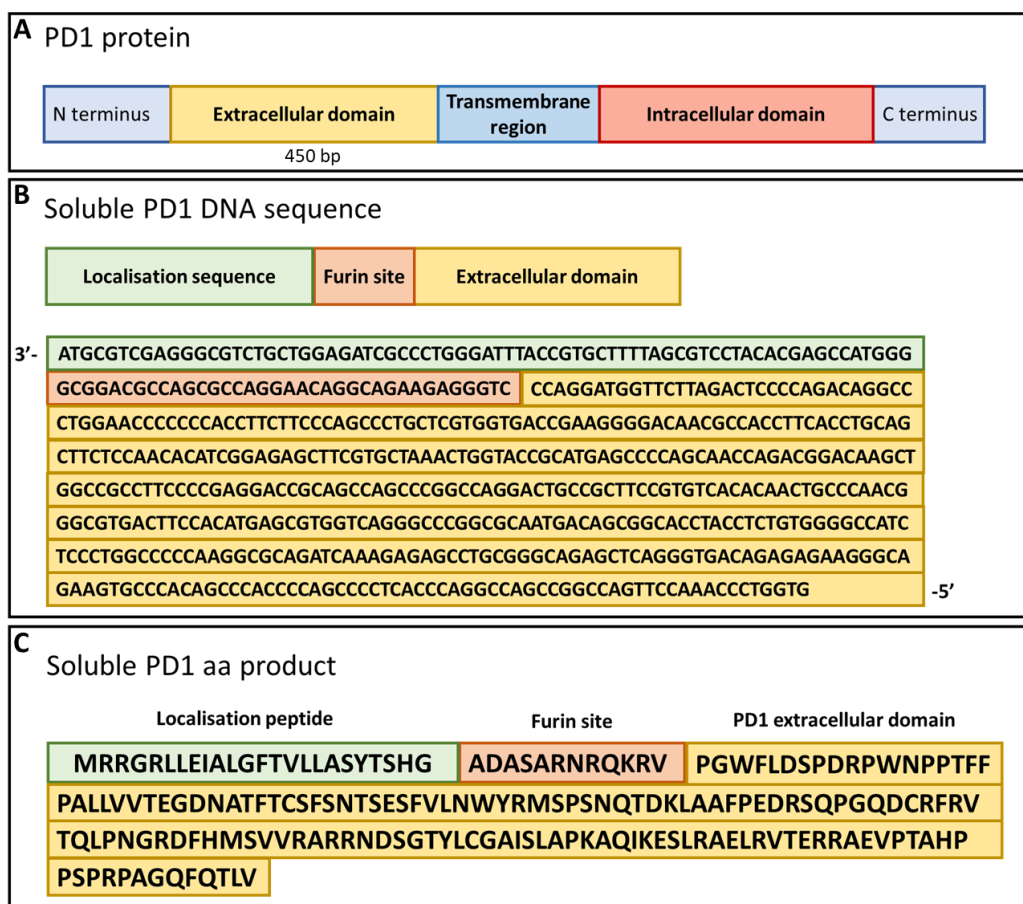 A PD1 protein
N terminus Extracellular domain Transmembrane region Intracellular domain C terminus
450 bp
B Soluble PD1 DNA sequence
Localisation sequence Furin site Extracellular domain
3’- ATGCGTCGAGGGCGTCTGCTGGAGATCGCCCTGGGATTTACCGTGCTTTTAGCGTCCTACACGAGCCATGGG
GCGGACGCCAGCGCCAGGAACAGGCAGAAGAGGGTC CCAGGATGGTTCTTAGACTCCCCAGACAGGCC
CTGGAACCCCCCCACCTTCTTCCCAGCCCTGCTCGTGGTGACCGAAGGGGACAACGCCACCTTCACCTGCAG
CTTCTCCAACACATCGGAGAGCTTCGTGCTAAACTGGTACCGCATGAGCCCCAGCAACCAGACGGACAAGCT
GGCCGCCTTCCCCGAGGACCGCAGCCAGCCCGGCCAGGACTGCCGCTTCCGTGTCACACAACTGCCCAACG
GGCGTGACTTCCACATGAGCGTGGTCAGGGCCCGGCGCAATGACAGCGGCACCTACCTCTGTGGGGCCATC
TCCCTGGCCCCCAAGGCGCAGATCAAAGAGAGCCTGCGGGCAGAGCTCAGGGTGACAGAGAGAAGGGCA
GAAGTGCCCACAGCCCACCCCAGCCCCTCACCCAGGCCAGCCGGCCAGTTCCAAACCCTGGTG -5’
C Soluble PD1 aa product
Localisation peptide Furin site PD1 extracellular domain
MRRGRLLEIALGFTVLLASYTSHG ADASARNRQKRV PGWFLDSPDRPWNPPTFF
PALLVVTEGDNATFTCSFSNTSESFVLNWYRMSPSNQTDKLAAFPEDRSQPGQDCRFRV
TQLPNGRDFHMSVVRARRNDSGTYLCGAISLAPKAQIKESLRAELRVTERRAEVPTAHP
PSPRPAGQFQTLV